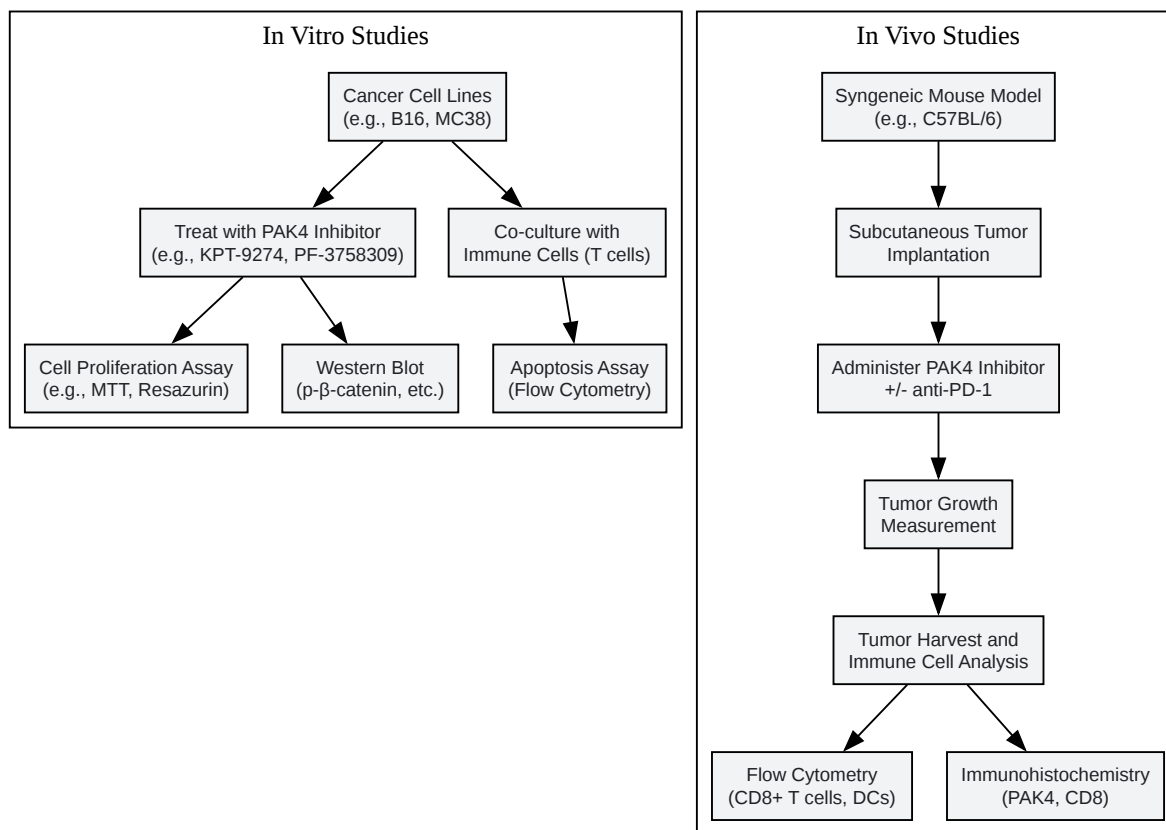 In Vitro Studies
Cancer Cell Lines
(e.g., B16, MC38)
Treat with PAK4 Inhibitor
(e.g., KPT-9274, PF-3758309)
Co-culture with
Immune Cells (T cells)
Cell Proliferation Assay
(e.g., MTT, Resazurin)
Western Blot
(p-β-catenin, etc.)
Apoptosis Assay
(Flow Cytometry)
In Vivo Studies
Syngeneic Mouse Model
(e.g., C57BL/6)
Subcutaneous Tumor
Implantation
Administer PAK4 Inhibitor
+/- anti-PD-1
Tumor Growth
Measurement
Tumor Harvest and
Immune Cell Analysis
Flow Cytometry
(CD8+ T cells, DCs)
Immunohistochemistry
(PAK4, CD8)